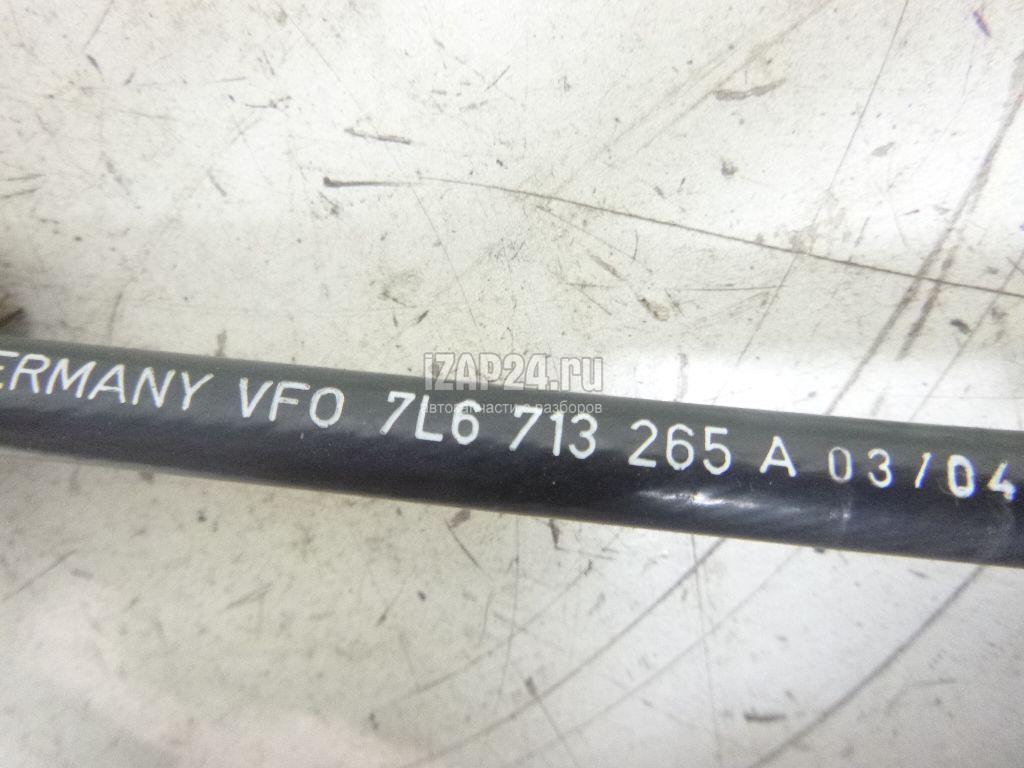 iZAP24.ru
автозапчасти с разборов
ERMANY VFO 7L6 713 265 A 03/04